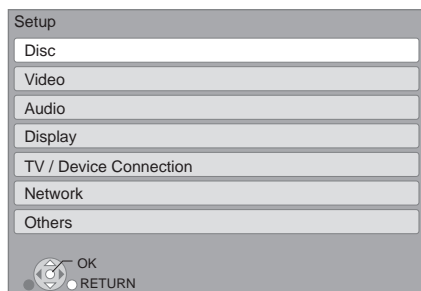 Setup
Disc
Video
Audio
Display
TV / Device Connection
Network
Others
OK
RETURN